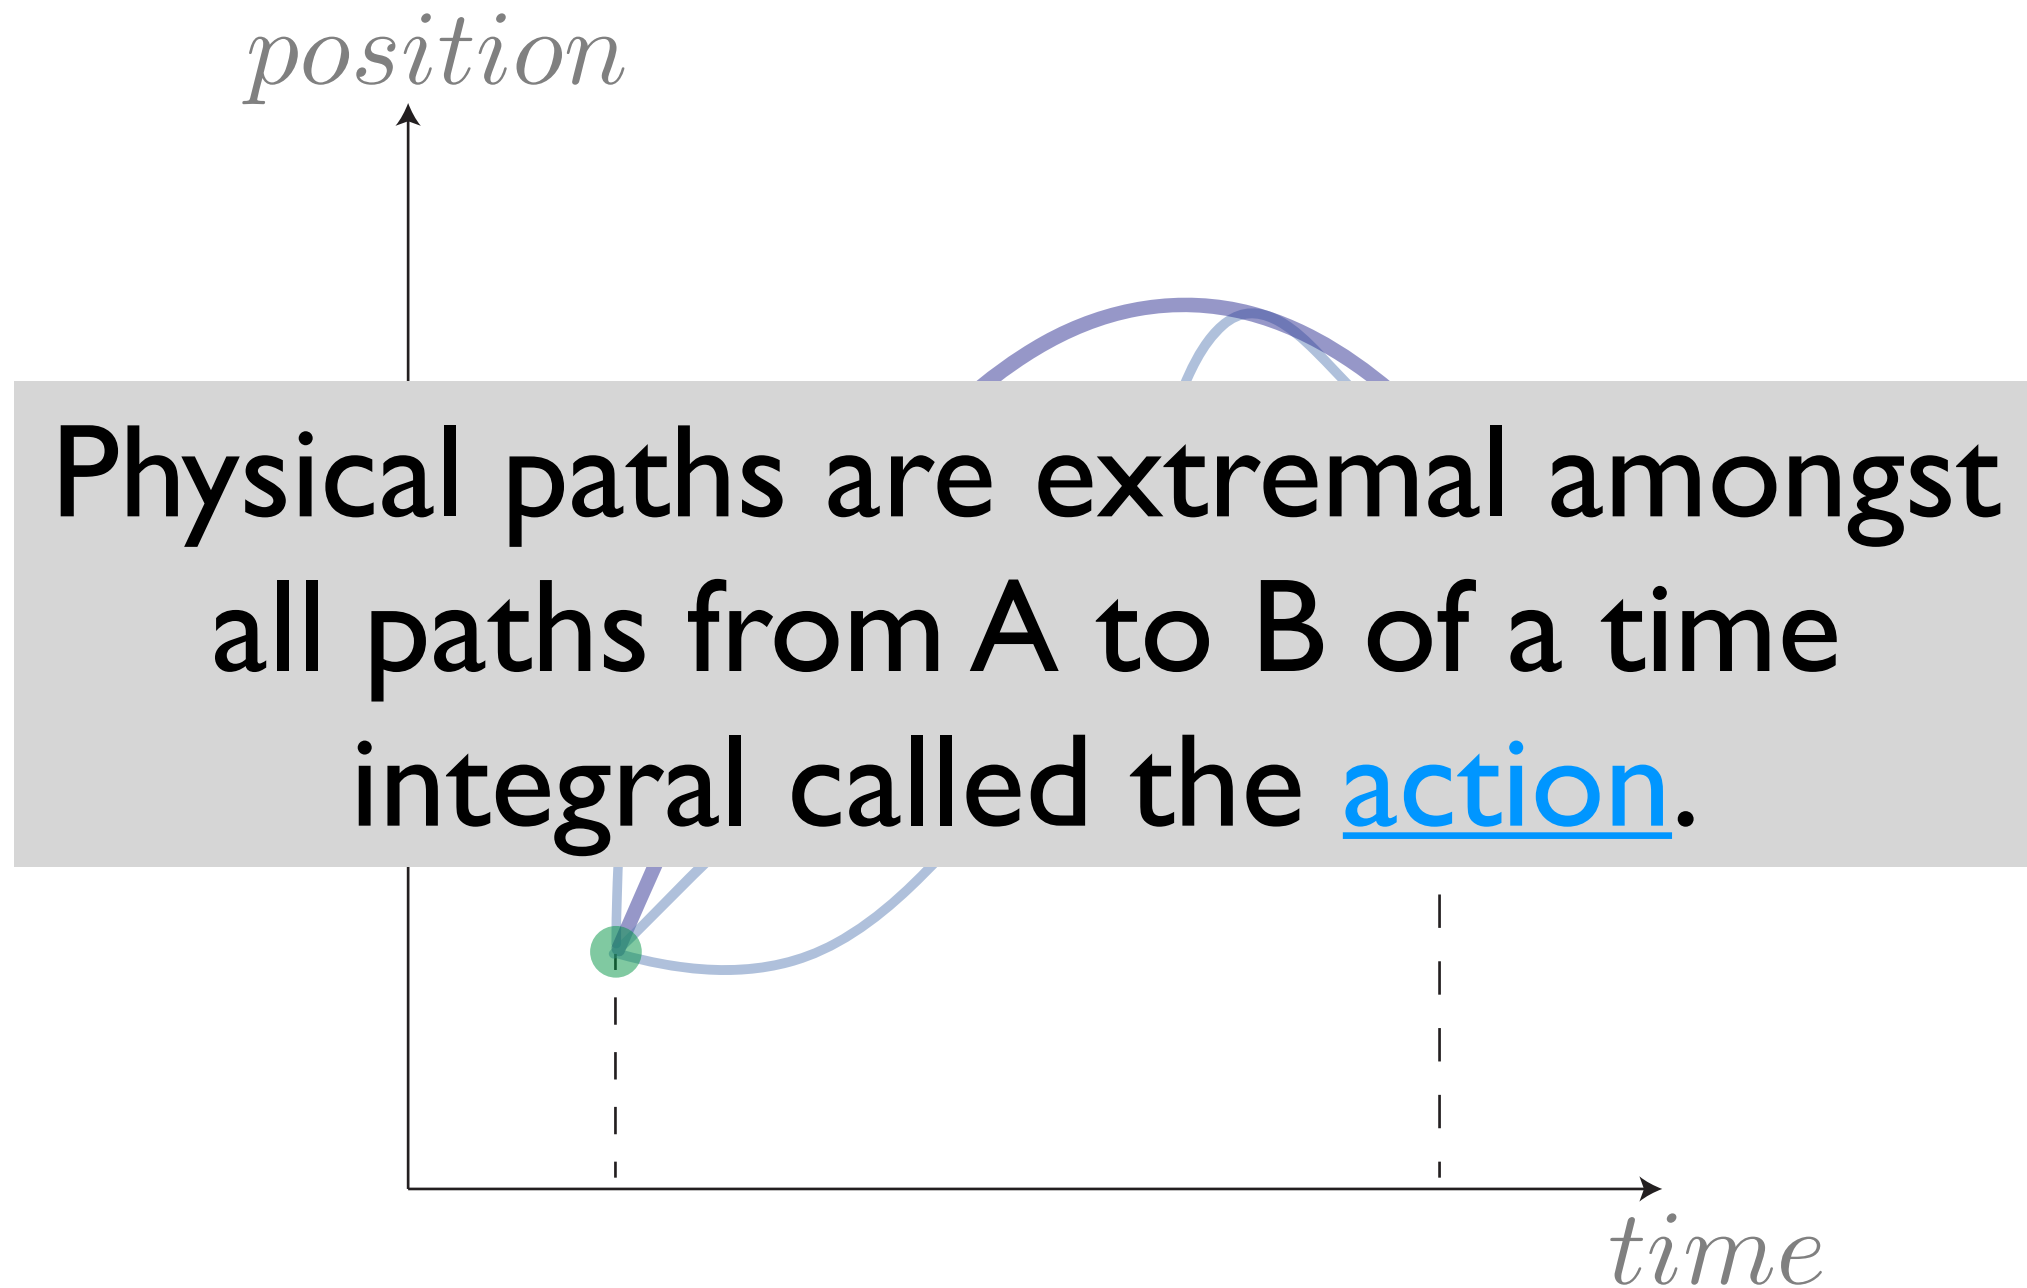 position
Physical paths are extremal amongst
all paths from A to B of a time
integral called the action.
time